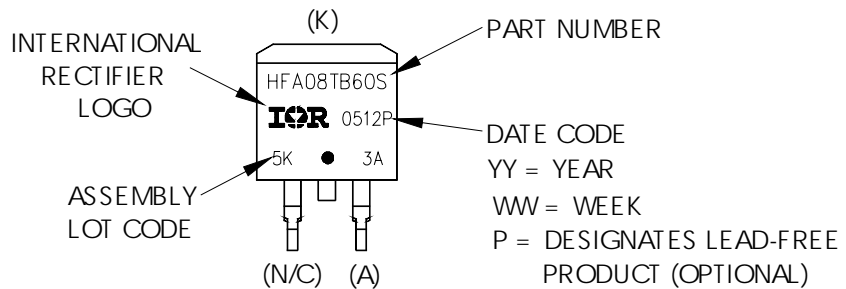 (K)
INTERNATIONAL
RECTIFIER
LOGO
PART NUMBER
HFA08TB60S
IOR 0512P
5K 3A
DATE CODE
YY = YEAR
WW = WEEK
P = DESIGNATES LEAD-FREE
PRODUCT (OPTIONAL)
ASSEMBLY
LOT CODE
(N/C) (A)